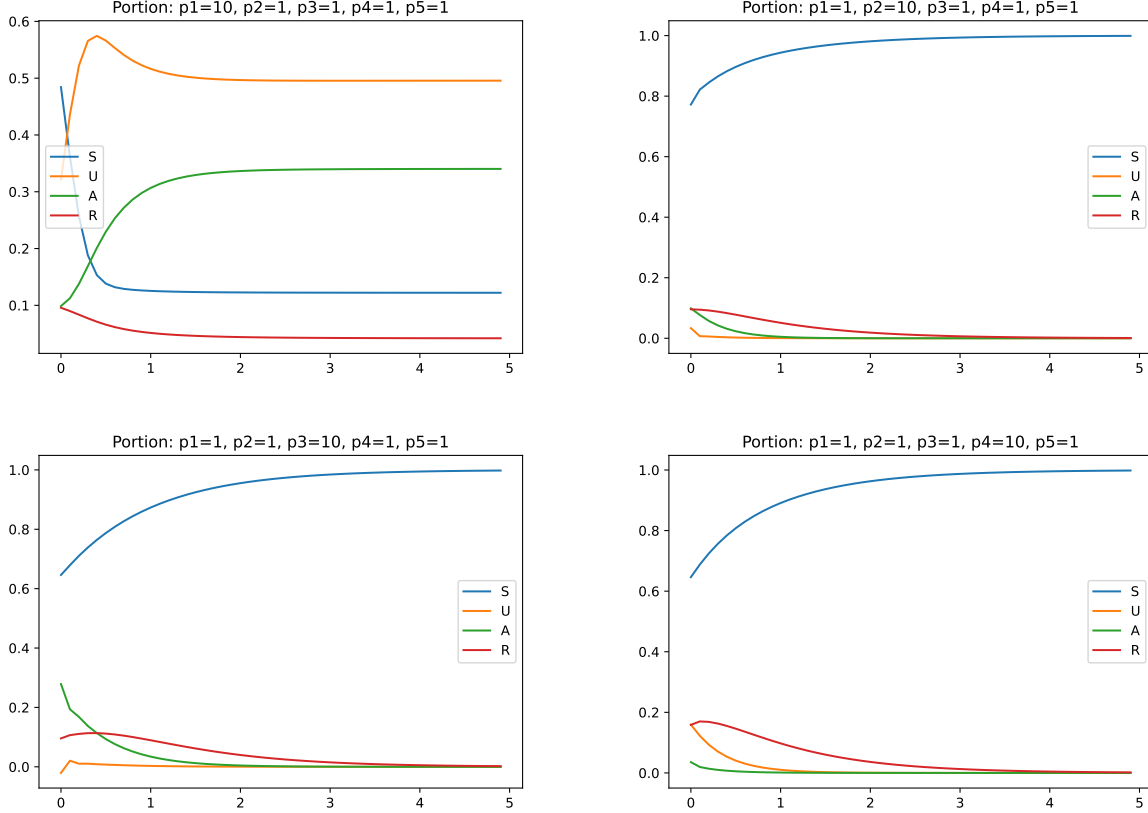 Portion: p1=10, p2=1, p3=1, p4=1, p5=1
0.6
0.5
0.4
0.3
0.2
0.1
S
U
A
R
0 1 2 3 4 5
Portion: p1=1, p2=10, p3=1, p4=1, p5=1
1.0
0.8
0.6
0.4
0.2
0.0
S
U
A
R
0 1 2 3 4 5
Portion: p1=1, p2=1, p3=10, p4=1, p5=1
1.0
0.8
0.6
0.4
0.2
0.0
S
U
A
R
0 1 2 3 4 5
Portion: p1=1, p2=1, p3=1, p4=10, p5=1
1.0
0.8
0.6
0.4
0.2
0.0
S
U
A
R
0 1 2 3 4 5